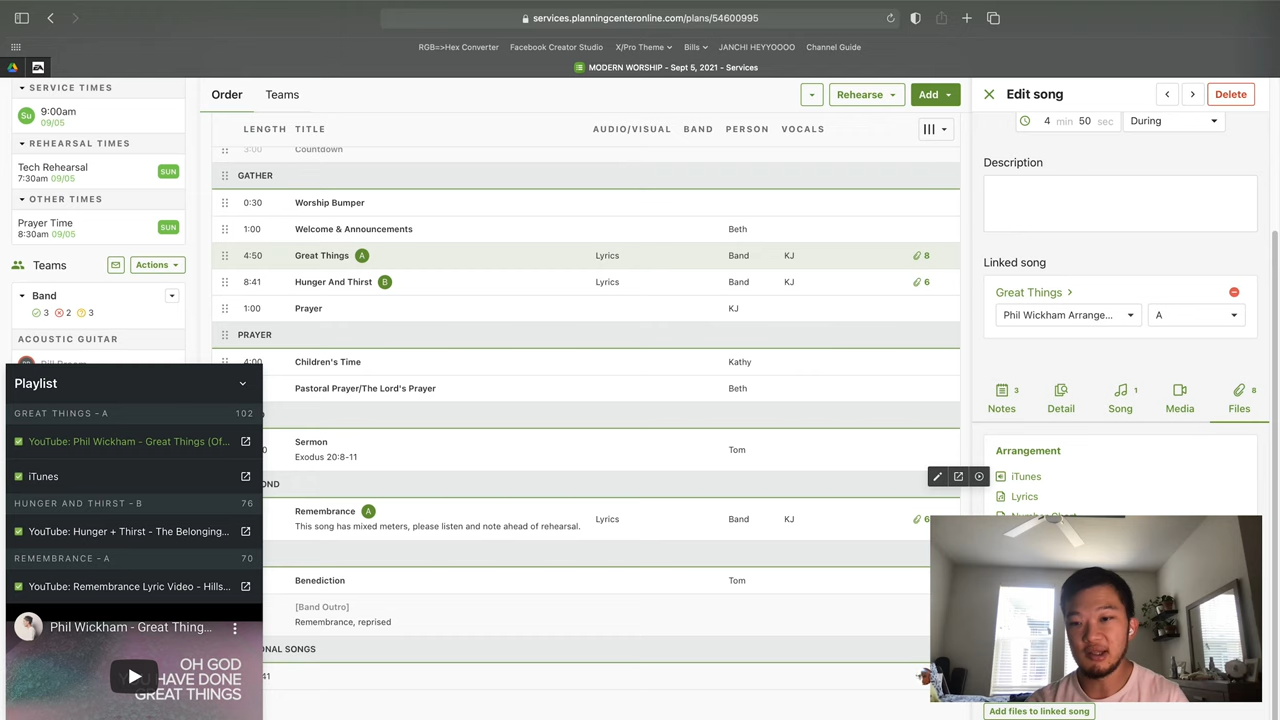 services.planningcenteronline.com/plans/54600995
RGB=>Hex Converter Facebook Creator Studio X/Pro Theme Bills JANCHI HEYYOOOO Channel Guide
MODERN WORSHIP - Sept 5, 2021 - Services
SERVICE TIMES
Su 9:00am
09/05
REHEARSAL TIMES
Tech Rehearsal
7:30am 09/05 SUN
OTHER TIMES
Prayer Time
8:30am 09/05 SUN
Teams Actions
Band
3 2 3
ACOUSTIC GUITAR
Order Teams Rehearse Add
LENGTH TITLE AUDIO/VISUAL BAND PERSON VOCALS
3:00 Countdown
GATHER
0:30 Worship Bumper
1:00 Welcome & Announcements Beth
4:50 Great Things A Lyrics Band KJ 8
8:41 Hunger And Thirst B Lyrics Band KJ 6
1:00 Prayer KJ
PRAYER
4:00 Children's Time Kathy
Pastoral Prayer/The Lord's Prayer Beth
Sermon Tom
Exodus 20:8-11
Remembrance A Lyrics Band KJ 6
This song has mixed meters, please listen and note ahead of rehearsal.
Benediction Tom
[Band Outro]
Remembrance, reprised
ONAL SONGS
Playlist
GREAT THINGS – A 102
YouTube: Phil Wickham - Great Things (Of...
iTunes
HUNGER AND THIRST – B 76
YouTube: Hunger + Thirst - The Belonging...
REMEMBRANCE – A 70
YouTube: Remembrance Lyric Video - Hills...
Phil Wickham - Great Thing...
OH GOD
HAVE DONE
GREAT THINGS
Edit song Delete
4 min 50 sec During
Description
Linked song
Great Things
Phil Wickham Arrange... A
Notes 3 Detail Song 1 Media Files 8
Arrangement
iTunes
Lyrics
Number Chart
Add files to linked song